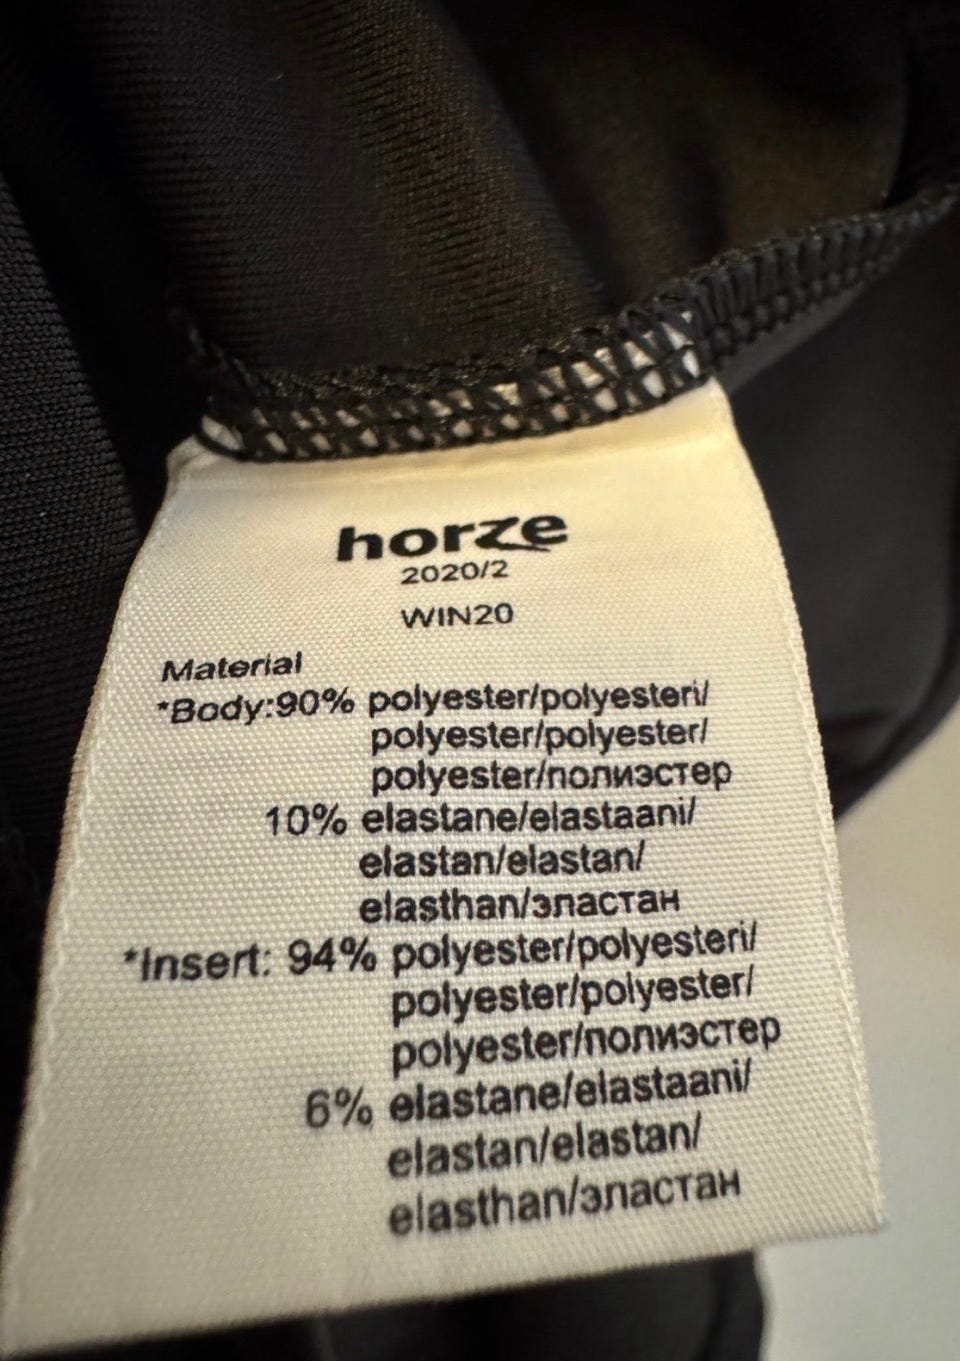 horze
2020/2
WIN20
Material
*Body:90% polyester/polyesteri/
polyester/polyester/
polyester/полиэстер
10% elastane/elastaani/
elastan/elastan/
elasthan/эластан
*Insert: 94% polyester/polyesteri/
polyester/polyester/
polyester/полиэстер
6% elastane/elastaani/
elastan/elastan/
elasthan/эластан